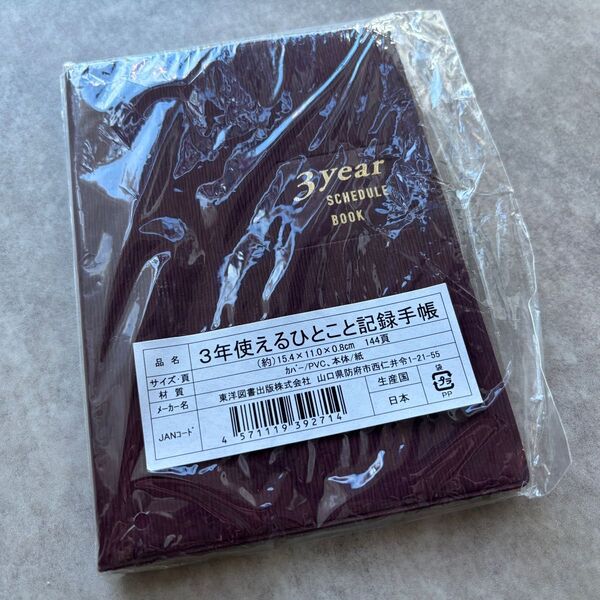 3year
SCHEDULE
BOOK
品名 3年使えるひとこと記録手帳
サイズ・頁 (約)15.4×11.0×0.8cm 144頁
材質 カバー/PVC、本体/紙
メーカー名 東洋図書出版株式会社 山口県防府市西仁井令1-21-55
JANコード 4571119392714 生産国 日本
袋
プラ
PP